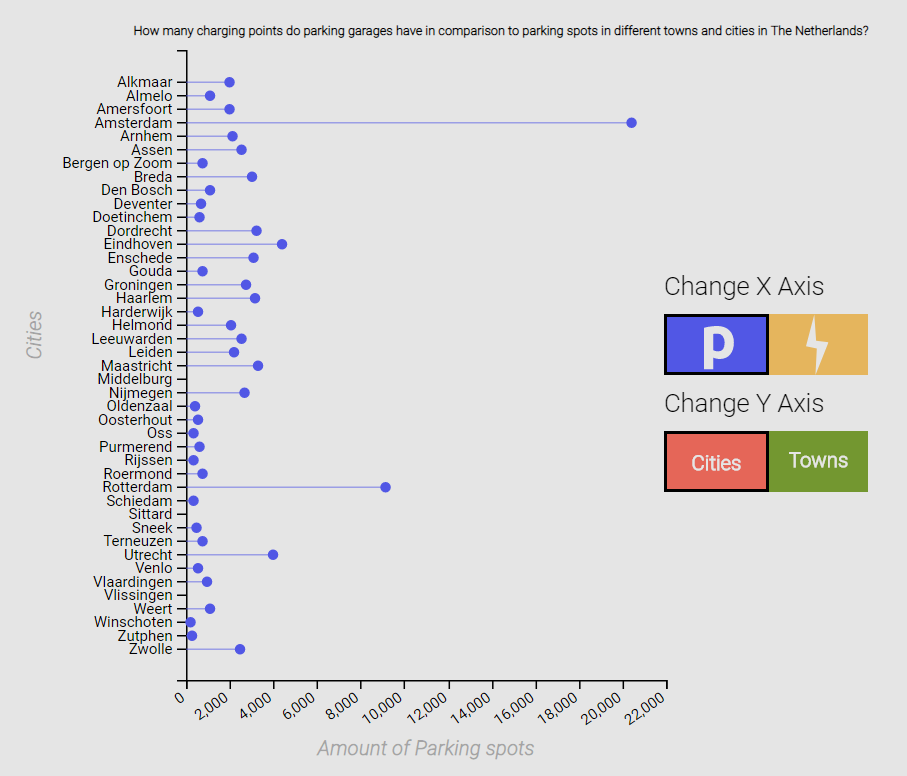 How many charging points do parking garages have in comparison to parking spots in different towns and cities in The Netherlands?
Alkmaar
Almelo
Amersfoort
Amsterdam
Arnhem
Assen
Bergen op Zoom
Breda
Den Bosch
Deventer
Doetinchem
Dordrecht
Eindhoven
Enschede
Gouda
Groningen
Haarlem
Harderwijk
Helmond
Leeuwarden
Leiden
Maastricht
Middelburg
Nijmegen
Oldenzaal
Oosterhout
Oss
Purmerend
Rijssen
Roermond
Rotterdam
Schiedam
Sittard
Sneek
Terneuzen
Utrecht
Venlo
Vlaardingen
Vlissingen
Weert
Winschoten
Zutphen
Zwolle
Cities
0 2,000 4,000 6,000 8,000 10,000 12,000 14,000 16,000 18,000 20,000 22,000
Amount of Parking spots
Change X Axis
p
Change Y Axis
Cities Towns